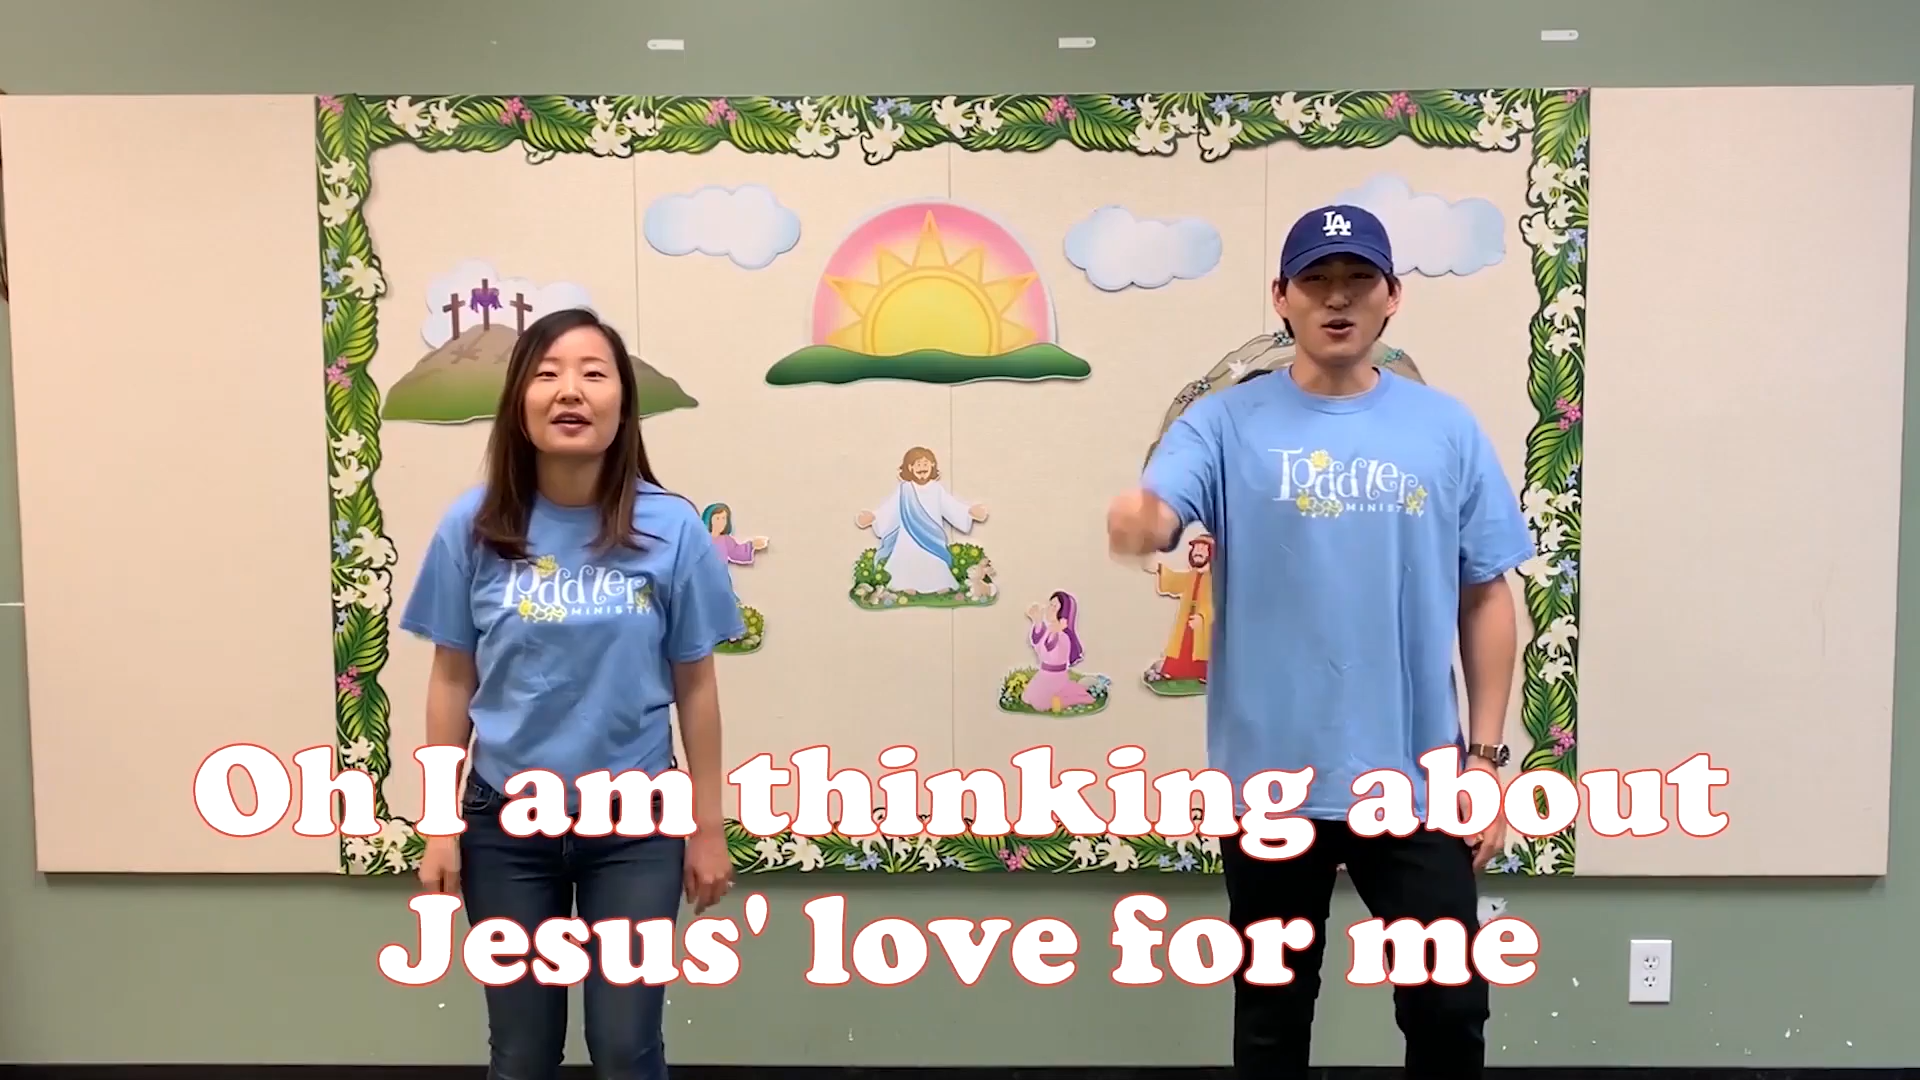 LA
Toddler
MINISTRY
Toddler
MINISTRY
Oh I am thinking about
Jesus' love for me